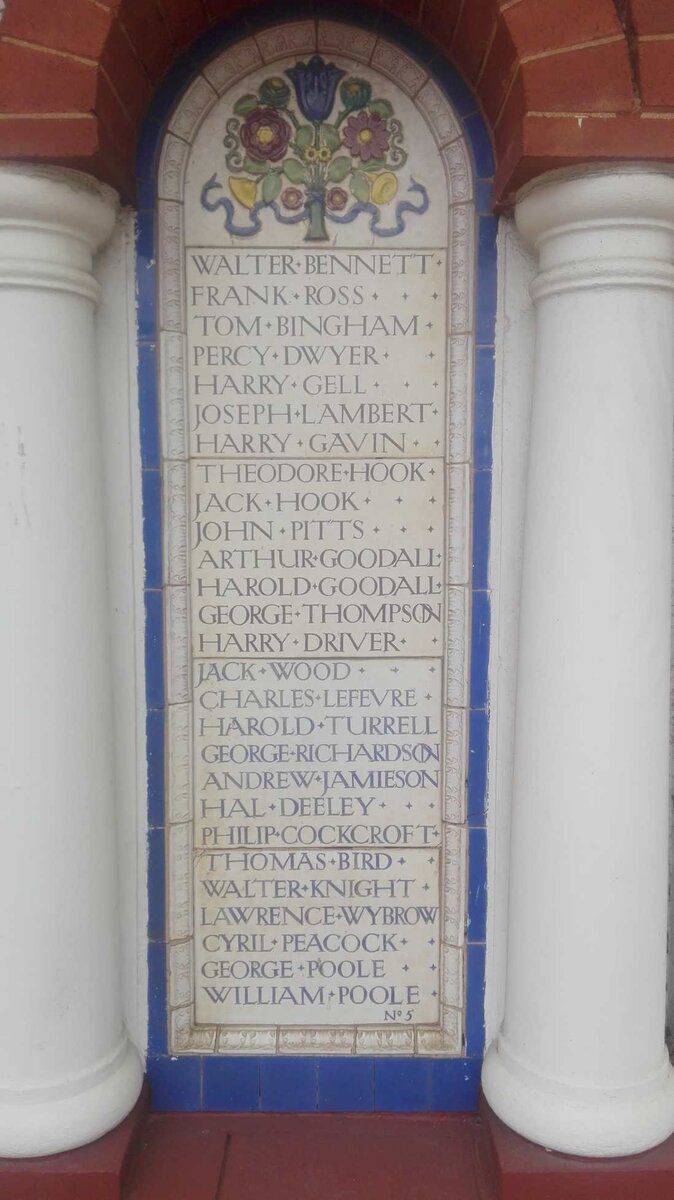 WALTER·BENNETT·
FRANK·ROSS · · ·
TOM·BINGHAM ·
PERCY·DWYER· ·
HARRY·GELL · · ·
JOSEPH·LAMBERT·
HARRY·GAVIN · ·
THEODORE·HOOK·
JACK·HOOK · · ·
JOHN·PITTS · · ·
ARTHUR·GOODALL·
HAROLD·GOODALL·
GEORGE·THOMPSON
HARRY·DRIVER· ·
JACK·WOOD · · ·
CHARLES·LEFEVRE ·
HAROLD·TURRELL
GEORGE·RICHARDSON
ANDREW·JAMIESON
HAL·DEELEY · · ·
PHILIP·COCKCROFT·
THOMAS·BIRD · ·
WALTER·KNIGHT ·
LAWRENCE·WYBROW
CYRIL·PEACOCK· ·
GEORGE·POOLE · ·
WILLIAM·POOLE ·
Nº 5